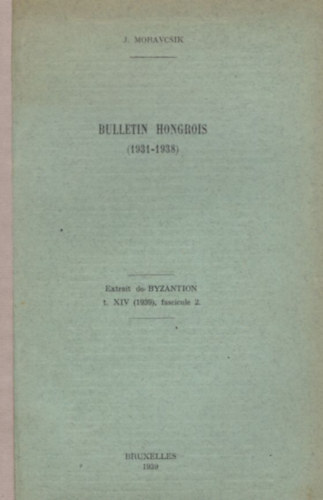 J. MORAVCSIK
BULLETIN HONGROIS
(1931-1938)
Extrait de BYZANTION
t. XIV (1939), fascicule 2.
BRUXELLES
1939